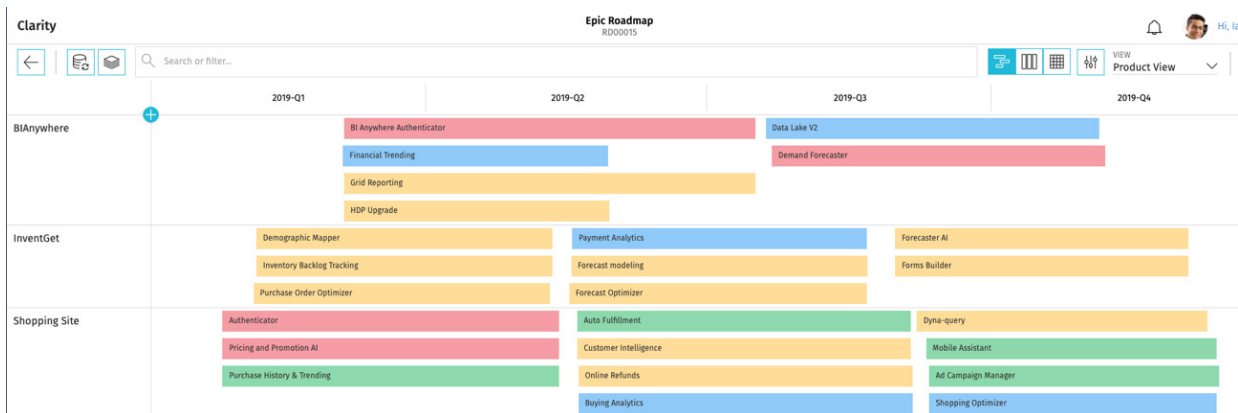 Clarity
Epic Roadmap
RD00015
Hi,
Search or filter...
VIEW
Product View
2019-Q1 2019-Q2 2019-Q3 2019-Q4
BIAnywhere
BI Anywhere Authenticator Data Lake V2
Financial Trending Demand Forecaster
Grid Reporting
HDP Upgrade
InventGet
Demographic Mapper Payment Analytics Forecaster AI
Inventory Backlog Tracking Forecast modeling Forms Builder
Purchase Order Optimizer Forecast Optimizer
Shopping Site
Authenticator Auto Fulfillment Dyna-query
Pricing and Promotion AI Customer Intelligence Mobile Assistant
Purchase History & Trending Online Refunds Ad Campaign Manager
Buying Analytics Shopping Optimizer